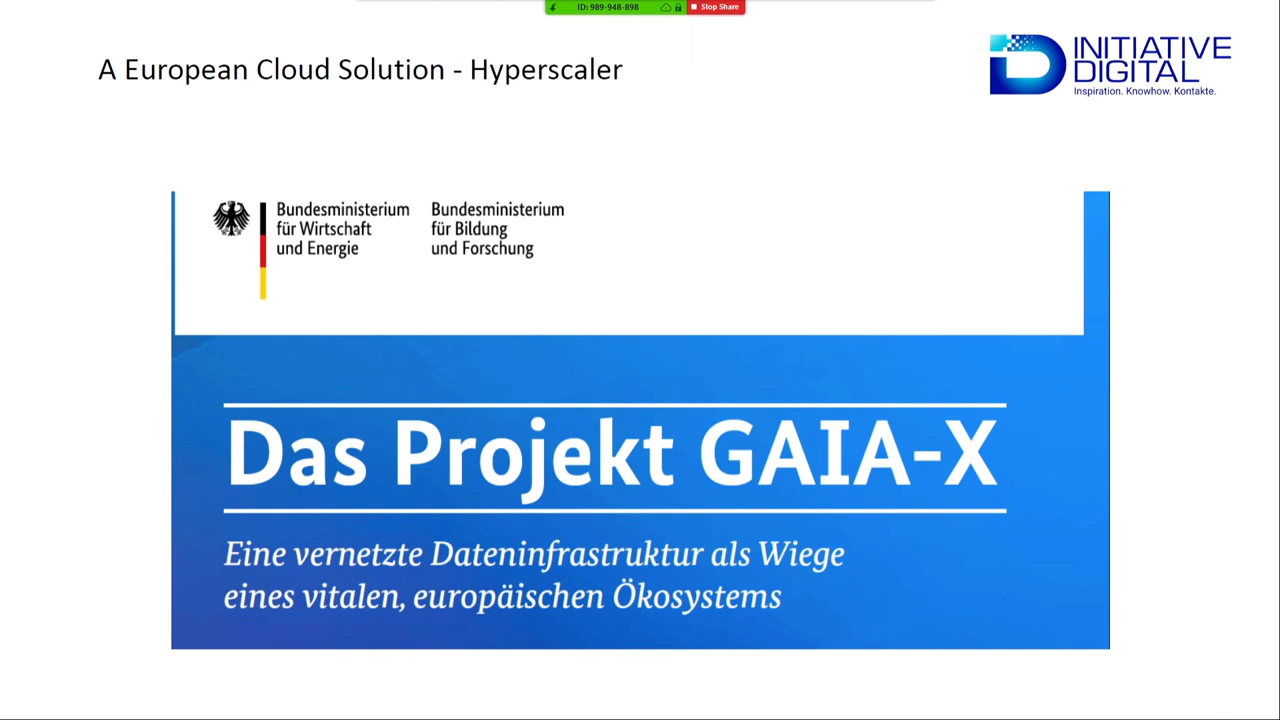 ID: 989-948-898
Stop Share
A European Cloud Solution - Hyperscaler
INITIATIVE
DIGITAL
Inspiration. Knowhow. Kontakte.
Bundesministerium
für Wirtschaft
und Energie
Bundesministerium
für Bildung
und Forschung
Das Projekt GAIA-X
Eine vernetzte Dateninfrastruktur als Wiege
eines vitalen, europäischen Ökosystems